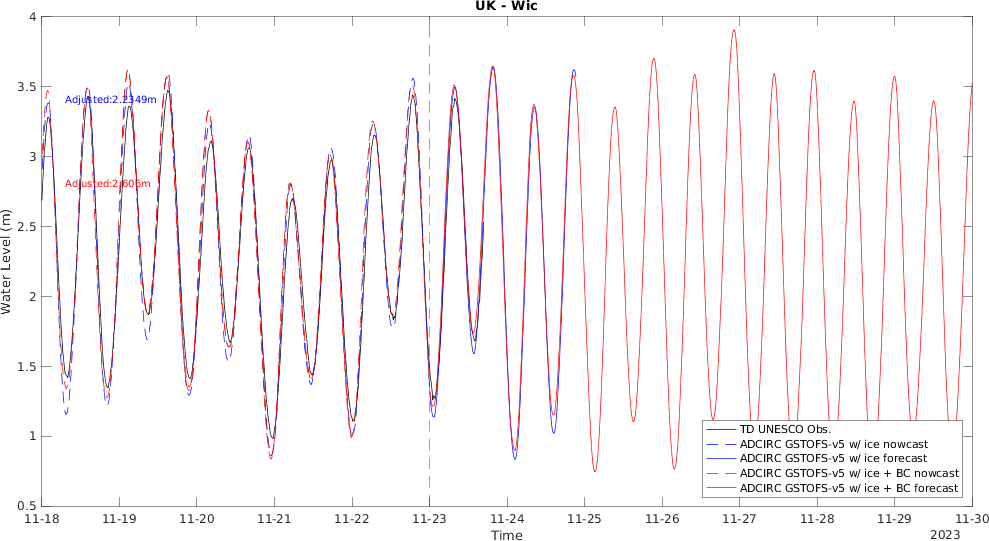 UK - Wic
4
3.5
3
2.5
2
1.5
1
0.5
Water Level (m)
Adjusted:2.2349m
Adjusted:2.606m
TD UNESCO Obs.
ADCIRC GSTOFS-v5 w/ ice nowcast
ADCIRC GSTOFS-v5 w/ ice forecast
ADCIRC GSTOFS-v5 w/ ice + BC nowcast
ADCIRC GSTOFS-v5 w/ ice + BC forecast
11-18 11-19 11-20 11-21 11-22 11-23 11-24 11-25 11-26 11-27 11-28 11-29 11-30
Time
2023